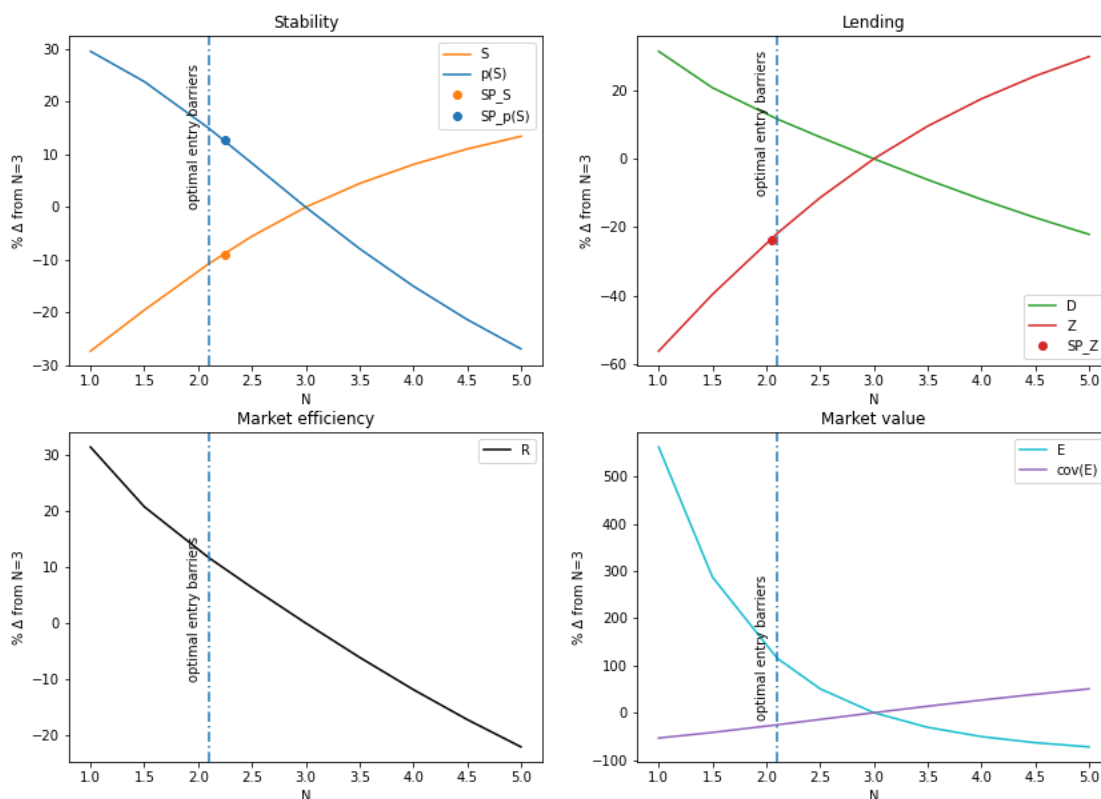 Stability
S
p(S)
SP_S
SP_p(S)
optimal entry barriers
% Δ from N=3
30
20
10
0
−10
−20
−30
1.0 1.5 2.0 2.5 3.0 3.5 4.0 4.5 5.0
N
Lending
D
Z
SP_Z
optimal entry barriers
% Δ from N=3
20
0
−20
−40
−60
1.0 1.5 2.0 2.5 3.0 3.5 4.0 4.5 5.0
N
Market efficiency
R
optimal entry barriers
% Δ from N=3
30
20
10
0
−10
−20
1.0 1.5 2.0 2.5 3.0 3.5 4.0 4.5 5.0
N
Market value
E
cov(E)
optimal entry barriers
% Δ from N=3
500
400
300
200
100
0
−100
1.0 1.5 2.0 2.5 3.0 3.5 4.0 4.5 5.0
N